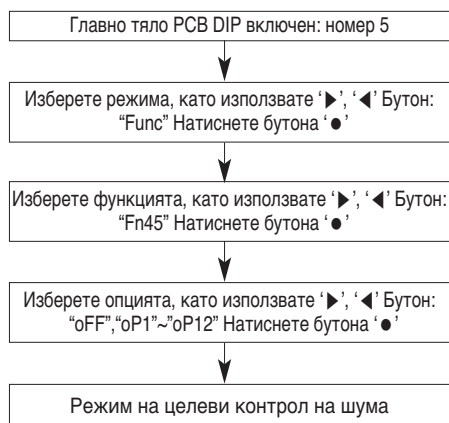 Главно тяло PCB DIP включен: номер 5
Изберете режима, като използвате ‘▶’, ‘◀’ Бутон:
“Func” Натиснете бутона ‘●’
Изберете функцията, като използвате ‘▶’, ‘◀’ Бутон:
“Fn45” Натиснете бутона ‘●’
Изберете опцията, като използвате ‘▶’, ‘◀’ Бутон:
“oFF”,“oP1”~”oP12” Натиснете бутона ‘●’
Режим на целеви контрол на шума